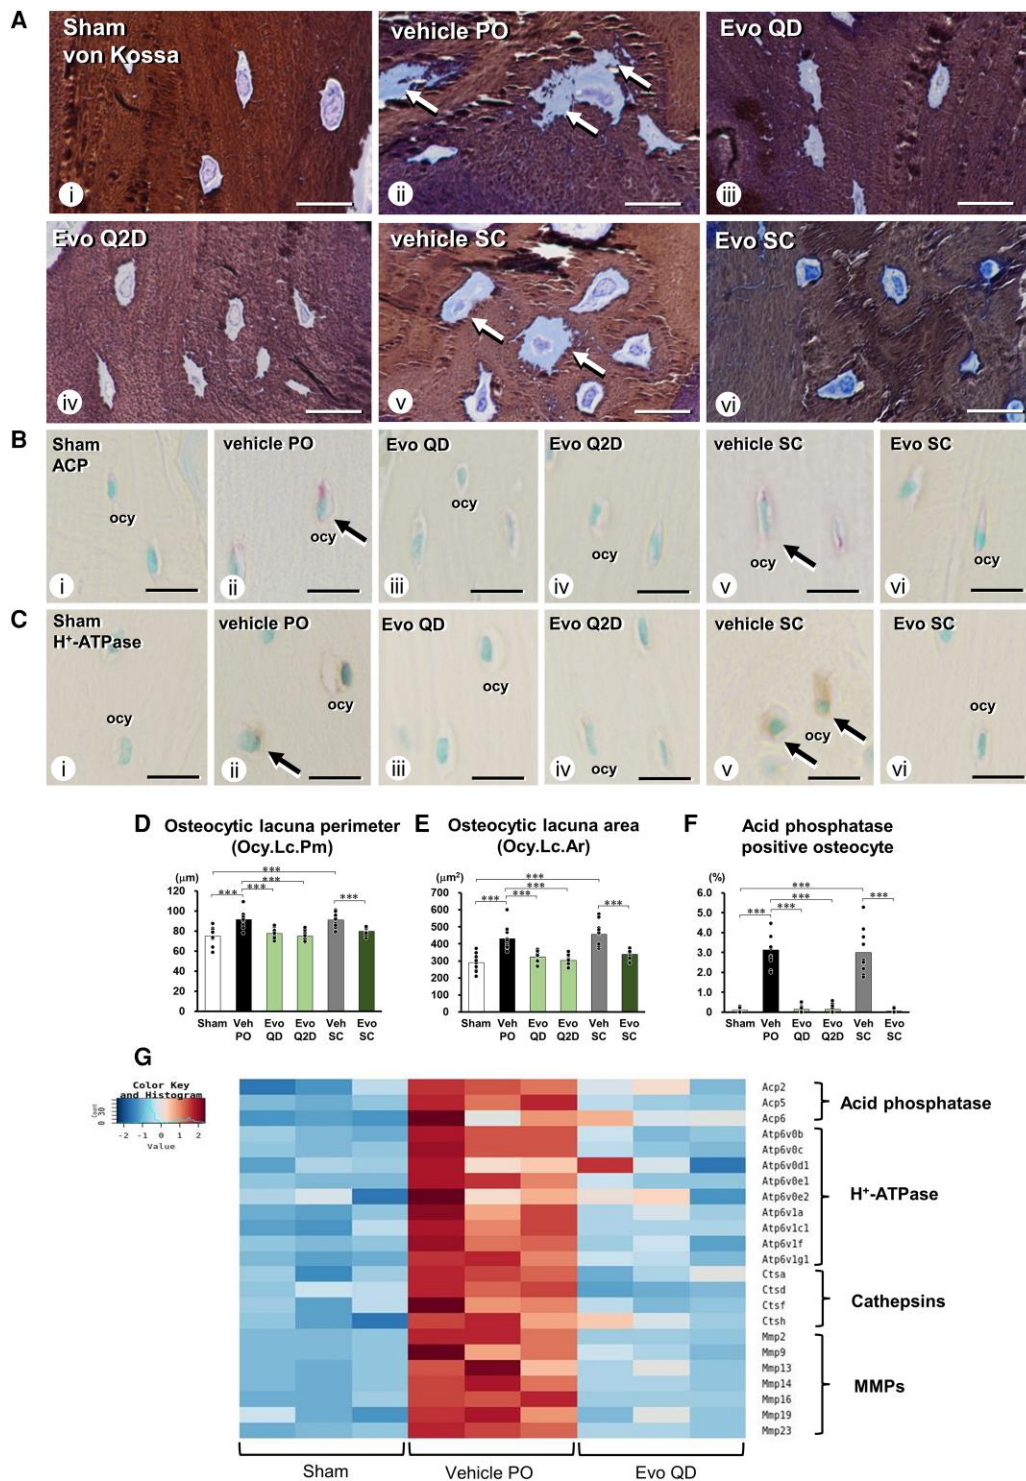 A
Sham
von Kossa
i
vehicle PO
ii
Evo QD
iii
Evo Q2D
iv
vehicle SC
v
Evo SC
vi
B
Sham
ACP
ocy
i
vehicle PO
ocy
ii
Evo QD
ocy
iii
Evo Q2D
ocy
iv
vehicle SC
ocy
v
Evo SC
ocy
vi
C
Sham
H⁺-ATPase
ocy
i
vehicle PO
ocy
ii
Evo QD
ocy
iii
Evo Q2D
ocy
iv
vehicle SC
ocy
v
Evo SC
ocy
vi
D Osteocytic lacuna perimeter
(Ocy.Lc.Pm)
(μm)
***
***
***
***
***
120
100
80
60
40
20
0
Sham Veh PO Evo QD Evo Q2D Veh SC Evo SC
E Osteocytic lacuna area
(Ocy.Lc.Ar)
(μm²)
***
***
***
***
***
700
600
500
400
300
200
100
0
Sham Veh PO Evo QD Evo Q2D Veh SC Evo SC
F Acid phosphatase
positive osteocyte
(%)
***
***
***
***
***
6.0
5.0
4.0
3.0
2.0
1.0
0
Sham Veh PO Evo QD Evo Q2D Veh SC Evo SC
G
Color Key
and Histogram
Count
0 30
-2 -1 0 1 2
Value
Acp2
Acp5
Acp6
Acid phosphatase
Atp6v0b
Atp6v0c
Atp6v0d1
Atp6v0e1
Atp6v0e2
Atp6v1a
Atp6v1c1
Atp6v1f
Atp6v1g1
H⁺-ATPase
Ctsa
Ctsd
Ctsf
Ctsh
Cathepsins
Mmp2
Mmp9
Mmp13
Mmp14
Mmp16
Mmp19
Mmp23
MMPs
Sham
Vehicle PO
Evo QD